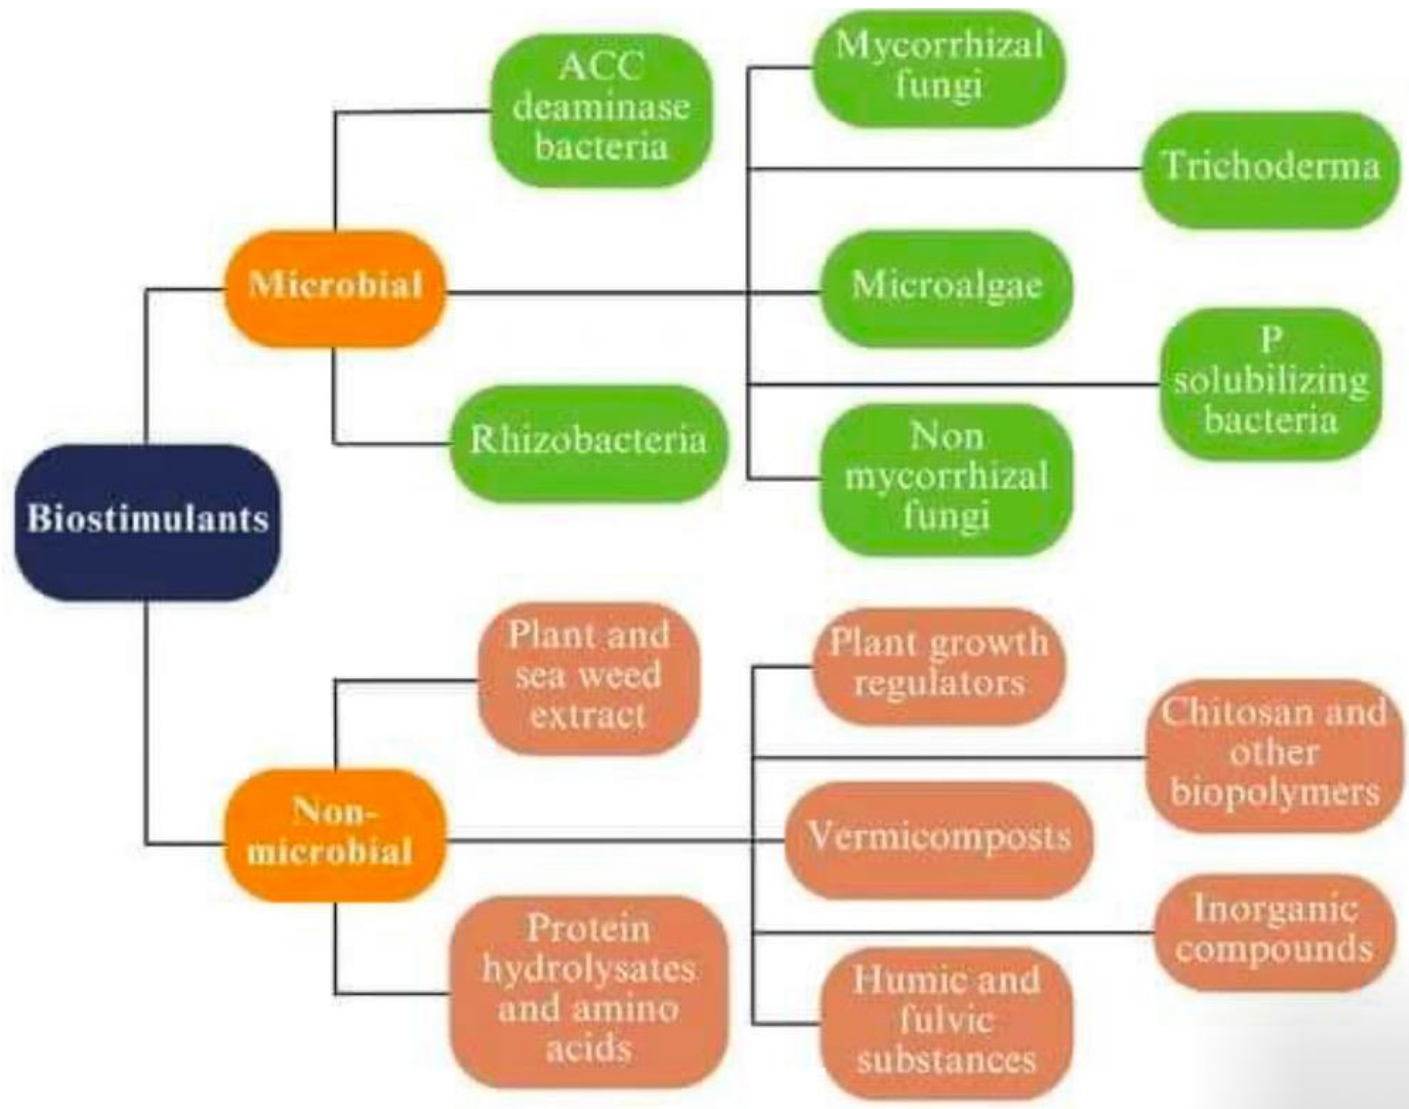 ACC
deaminase
bacteria
Mycorrhizal
fungi
Trichoderma
Microbial
Microalgae
P
solubilizing
bacteria
Rhizobacteria
Non
mycorrhizal
fungi
Biostimulants
Plant and
sea weed
extract
Plant growth
regulators
Chitosan and
other
biopolymers
Non-
microbial
Vermicomposts
Inorganic
compounds
Protein
hydrolysates
and amino
acids
Humic and
fulvic
substances